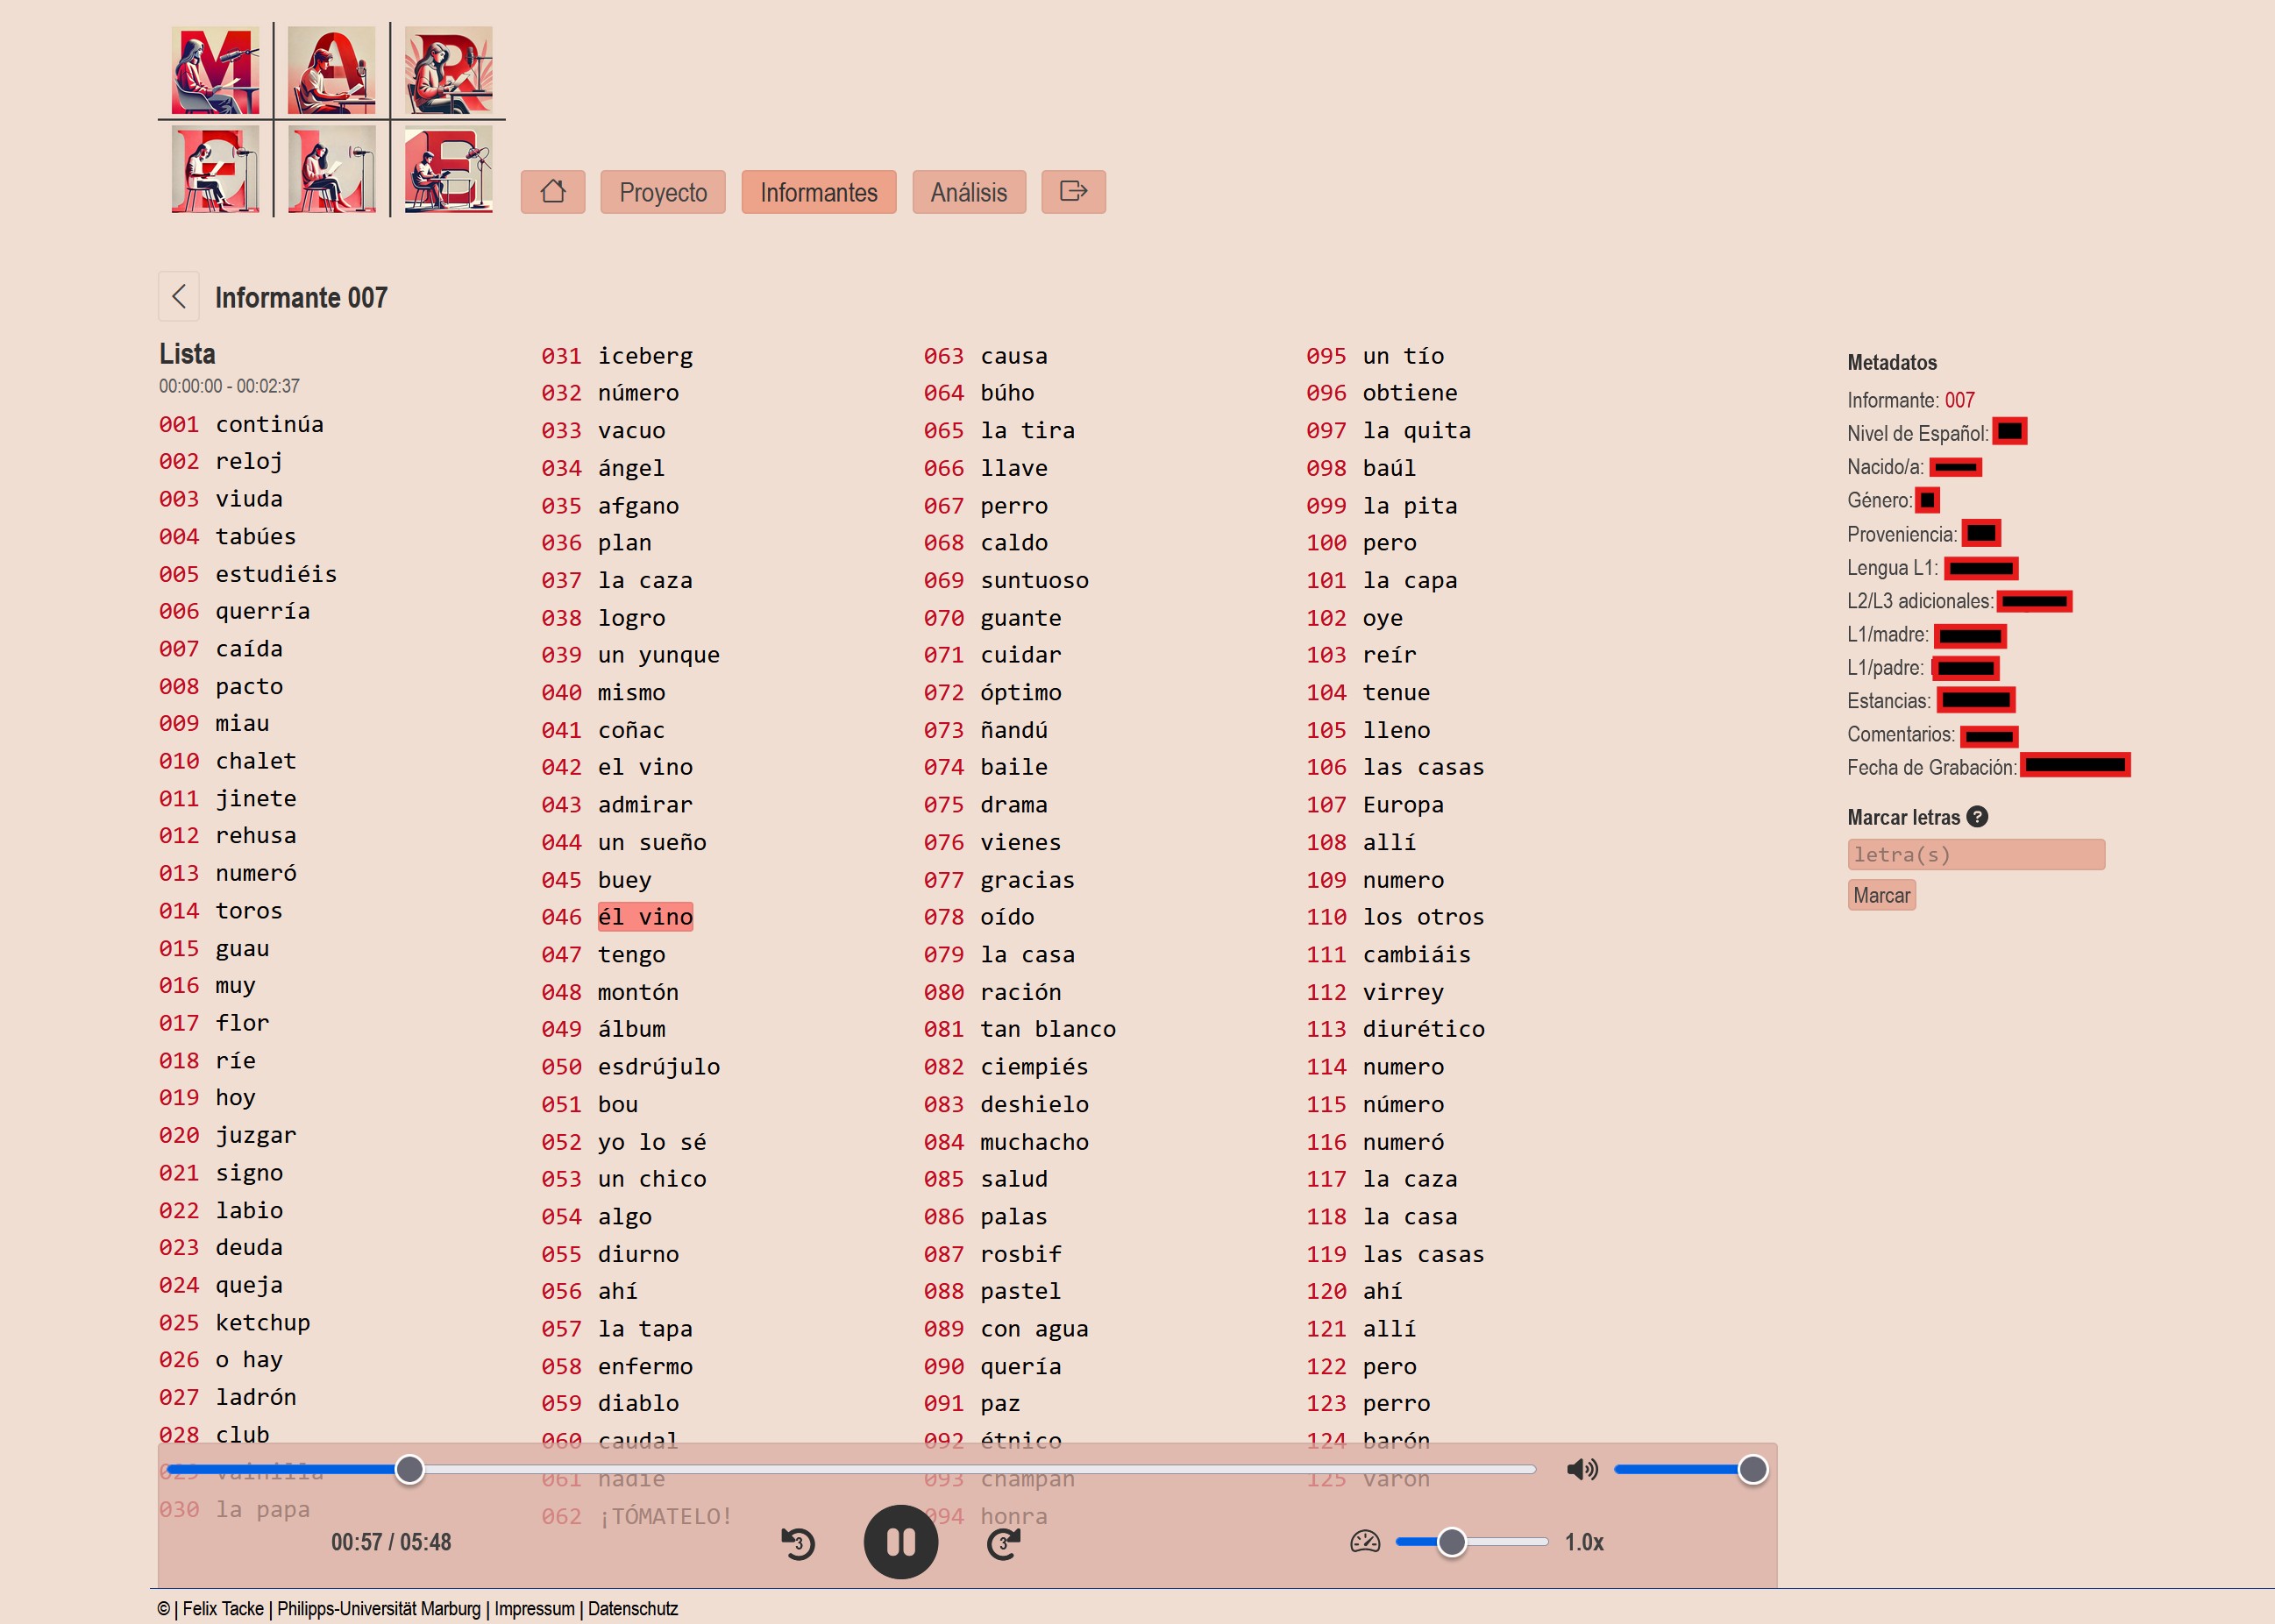 M A R
E L E
Proyecto Informantes Análisis
Informante 007
Lista
00:00:00 - 00:02:37
001 continúa
002 reloj
003 viuda
004 tabúes
005 estudiéis
006 querría
007 caída
008 pacto
009 miau
010 chalet
011 jinete
012 rehusa
013 numeró
014 toros
015 guau
016 muy
017 flor
018 ríe
019 hoy
020 juzgar
021 signo
022 labio
023 deuda
024 queja
025 ketchup
026 o hay
027 ladrón
028 club
029 vainilla
030 la papa
031 iceberg
032 número
033 vacuo
034 ángel
035 afgano
036 plan
037 la caza
038 logro
039 un yunque
040 mismo
041 coñac
042 el vino
043 admirar
044 un sueño
045 buey
046 él vino
047 tengo
048 montón
049 álbum
050 esdrújulo
051 bou
052 yo lo sé
053 un chico
054 algo
055 diurno
056 ahí
057 la tapa
058 enfermo
059 diablo
060 caudal
061 nadie
062 ¡TÓMATELO!
063 causa
064 búho
065 la tira
066 llave
067 perro
068 caldo
069 suntuoso
070 guante
071 cuidar
072 óptimo
073 ñandú
074 baile
075 drama
076 vienes
077 gracias
078 oído
079 la casa
080 ración
081 tan blanco
082 ciempiés
083 deshielo
084 muchacho
085 salud
086 palas
087 rosbif
088 pastel
089 con agua
090 quería
091 paz
092 étnico
093 champán
094 honra
095 un tío
096 obtiene
097 la quita
098 baúl
099 la pita
100 pero
101 la capa
102 oye
103 reír
104 tenue
105 lleno
106 las casas
107 Europa
108 allí
109 numero
110 los otros
111 cambiáis
112 virrey
113 diurético
114 numero
115 número
116 numeró
117 la caza
118 la casa
119 las casas
120 ahí
121 allí
122 pero
123 perro
124 barón
125 varón
Metadatos
Informante: 007
Nivel de Español:
Nacido/a:
Género:
Proveniencia:
Lengua L1:
L2/L3 adicionales:
L1/madre:
L1/padre:
Estancias:
Comentarios:
Fecha de Grabación:
Marcar letras ?
letra(s)
Marcar
00:57 / 05:48 3 3 1.0x
© | Felix Tacke | Philipps-Universität Marburg | Impressum | Datenschutz